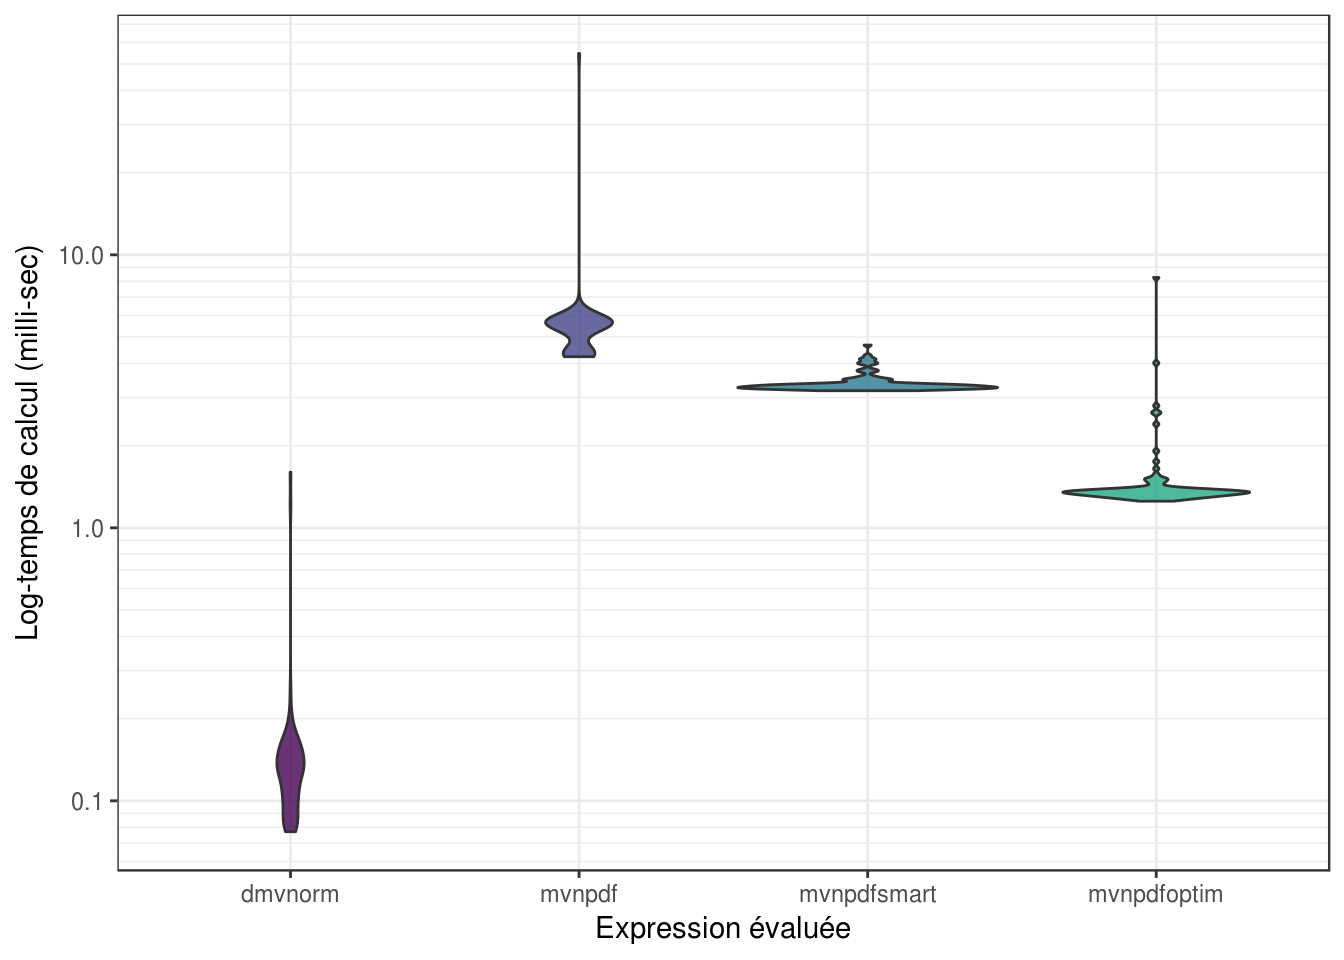 Log-temps de calcul (milli-sec)
10.0
1.0
0.1
dmvnorm mvnpdf mvnpdfsmart mvnpdfoptim
Expression évaluée